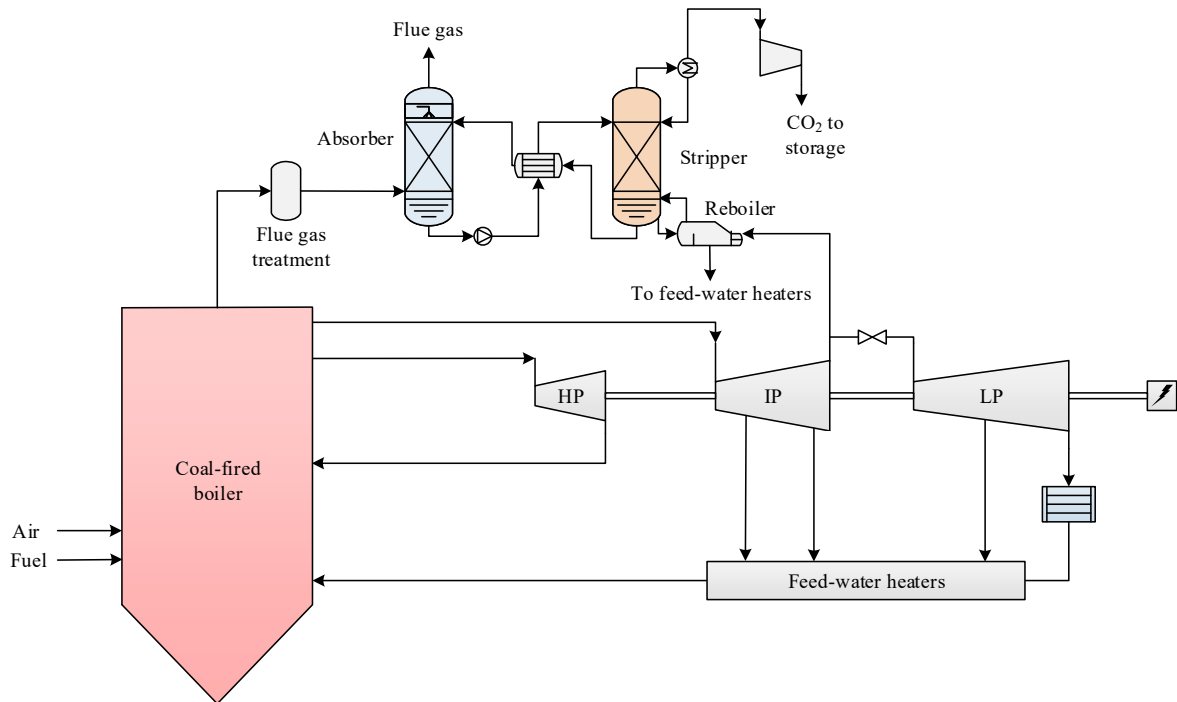 Flue gas
Absorber
CO₂ to
storage
Stripper
Reboiler
Flue gas
treatment
To feed-water heaters
HP
IP
LP
Coal-fired
boiler
Air
Fuel
Feed-water heaters